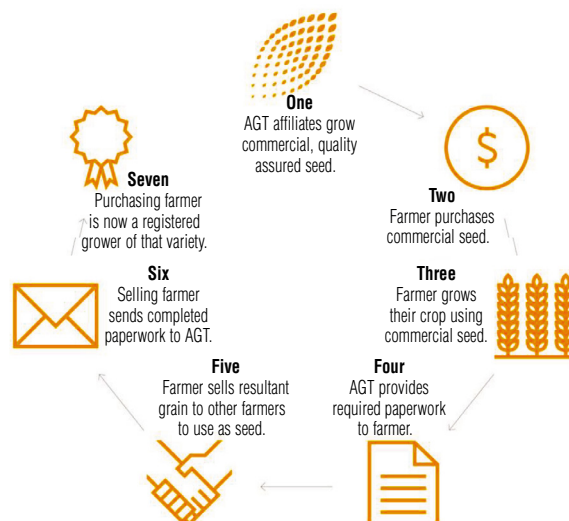 One
AGT affiliates grow
commercial, quality
assured seed.
$
Two
Farmer purchases
commercial seed.
Three
Farmer grows
their crop using
commercial seed.
Four
AGT provides
required paperwork
to farmer.
Five
Farmer sells resultant
grain to other farmers
to use as seed.
Six
Selling farmer
sends completed
paperwork to AGT.
Seven
Purchasing farmer
is now a registered
grower of that variety.